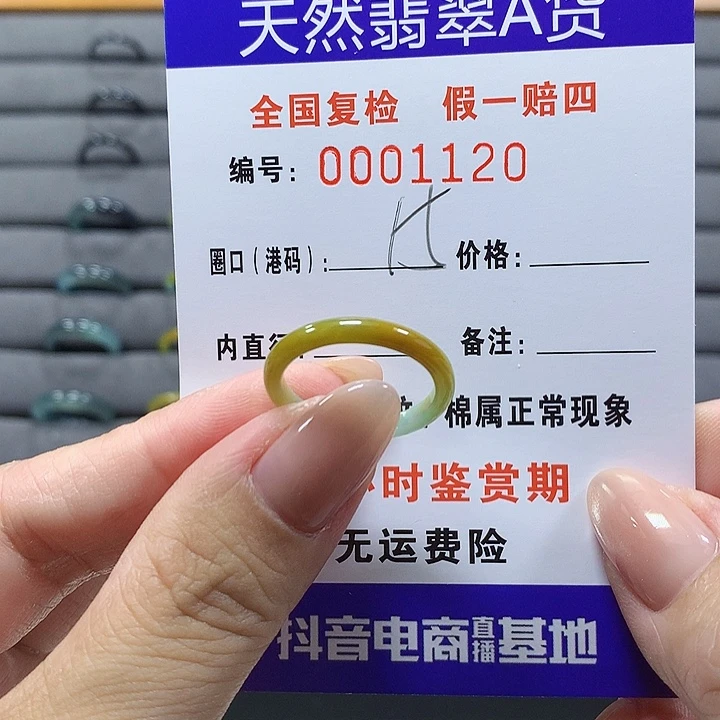 天然翡翠A货
全国复检 假一赔四
编号: 0001120
圈口(港码): 价格:
内直径: 备注:
棉属正常现象
小时鉴赏期
无运费险
抖音电商直播基地